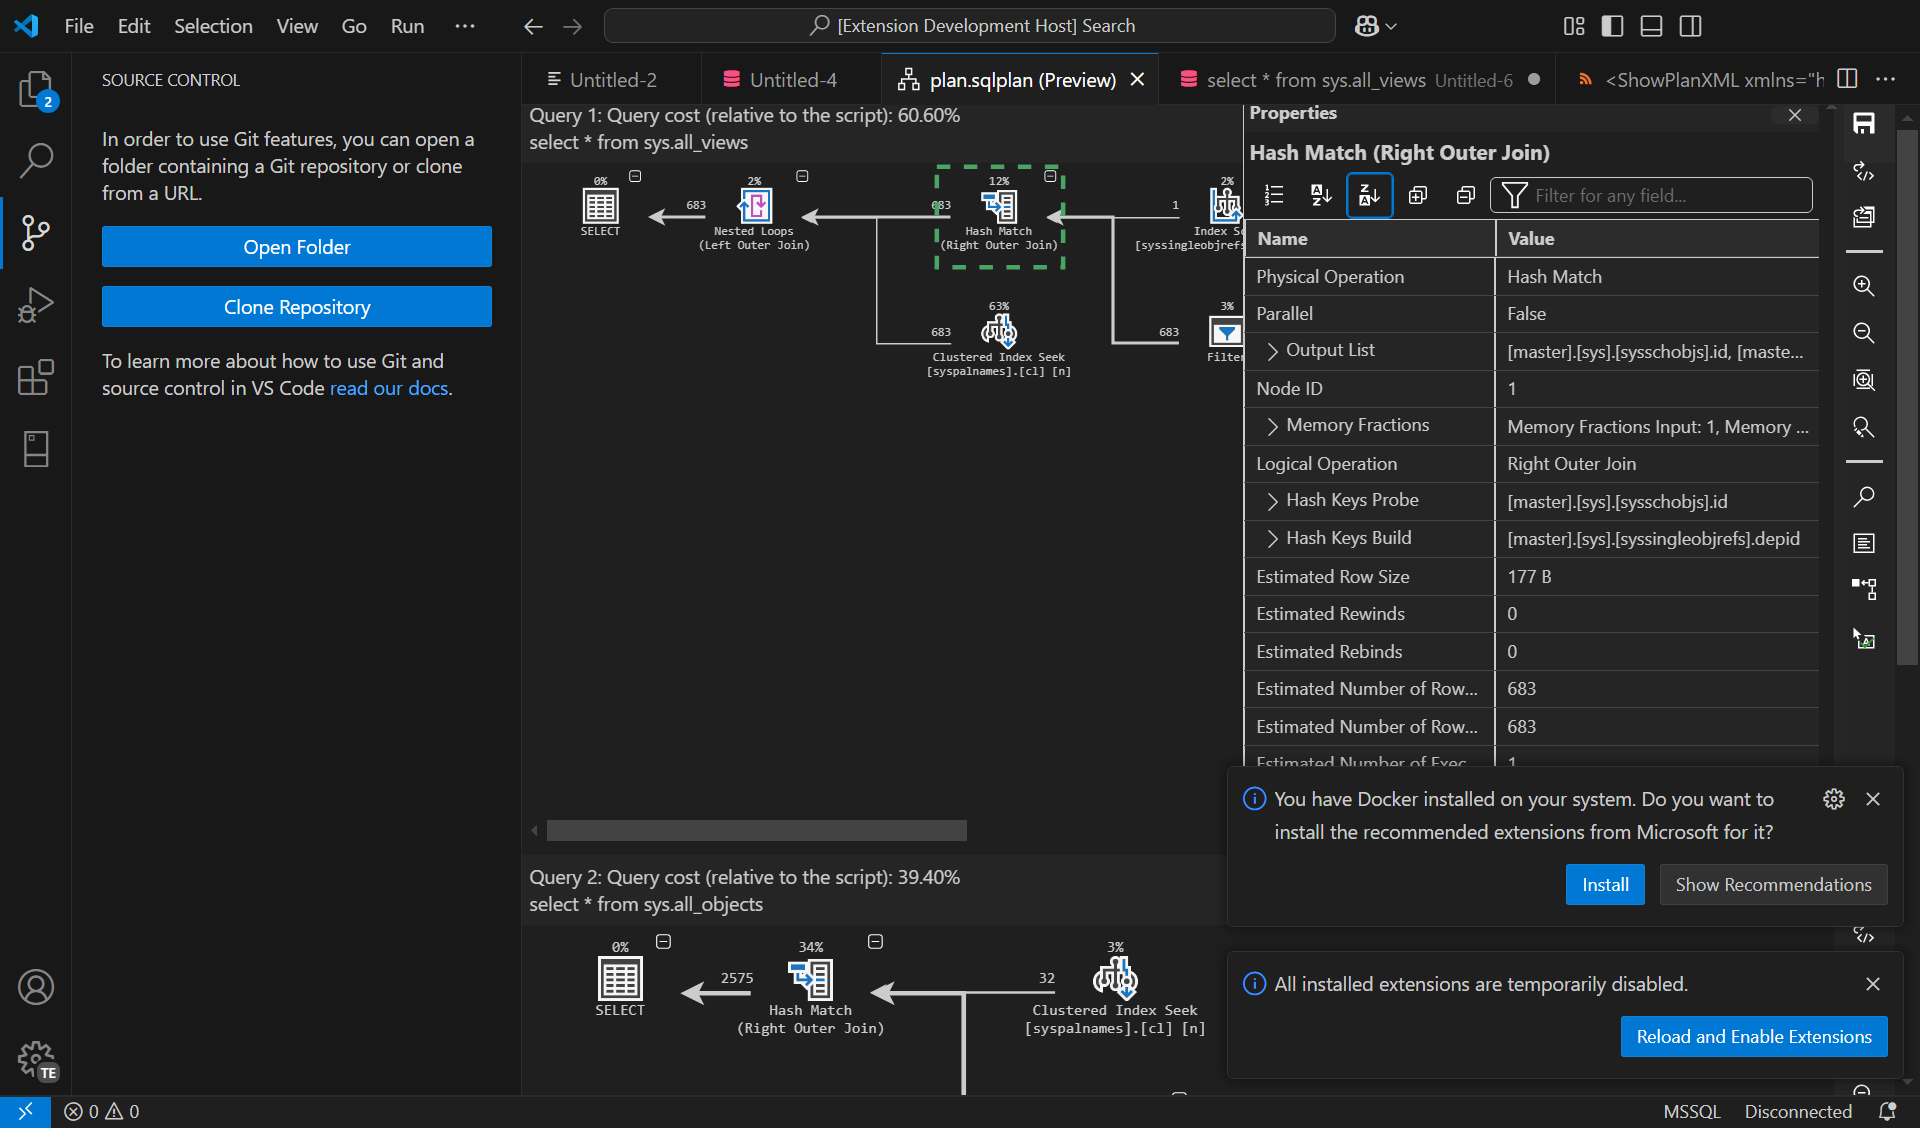 File Edit Selection View Go Run ···
[Extension Development Host] Search
SOURCE CONTROL
2
In order to use Git features, you can open a
folder containing a Git repository or clone
from a URL.
Open Folder
Clone Repository
To learn more about how to use Git and
source control in VS Code read our docs.
TE
Untitled-2
Untitled-4
plan.sqlplan (Preview)
select * from sys.all_views Untitled-6
<ShowPlanXML xmlns="h
Query 1: Query cost (relative to the script): 60.60%
select * from sys.all_views
0%
SELECT
683
2%
Nested Loops
(Left Outer Join)
683
12%
Hash Match
(Right Outer Join)
1
2%
Index S
[syssingleobjrefs
683
63%
Clustered Index Seek
[syspalnames].[cl] [n]
683
3%
Filter
Query 2: Query cost (relative to the script): 39.40%
select * from sys.all_objects
0%
SELECT
2575
34%
Hash Match
(Right Outer Join)
32
3%
Clustered Index Seek
[syspalnames].[cl] [n]
Properties
Hash Match (Right Outer Join)
Filter for any field...
Name Value
Physical Operation Hash Match
Parallel False
Output List [master].[sys].[sysschobjs].id, [maste...
Node ID 1
Memory Fractions Memory Fractions Input: 1, Memory ...
Logical Operation Right Outer Join
Hash Keys Probe [master].[sys].[sysschobjs].id
Hash Keys Build [master].[sys].[syssingleobjrefs].depid
Estimated Row Size 177 B
Estimated Rewinds 0
Estimated Rebinds 0
Estimated Number of Row... 683
Estimated Number of Row... 683
Estimated Number of Exec 1
You have Docker installed on your system. Do you want to
install the recommended extensions from Microsoft for it?
Install Show Recommendations
All installed extensions are temporarily disabled.
Reload and Enable Extensions
0 0
MSSQL Disconnected